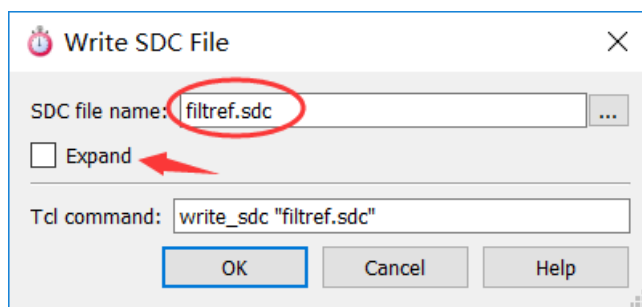 Write SDC File
SDC file name: filtref.sdc ...
Expand
Tcl command: write_sdc "filtref.sdc"
OK Cancel Help